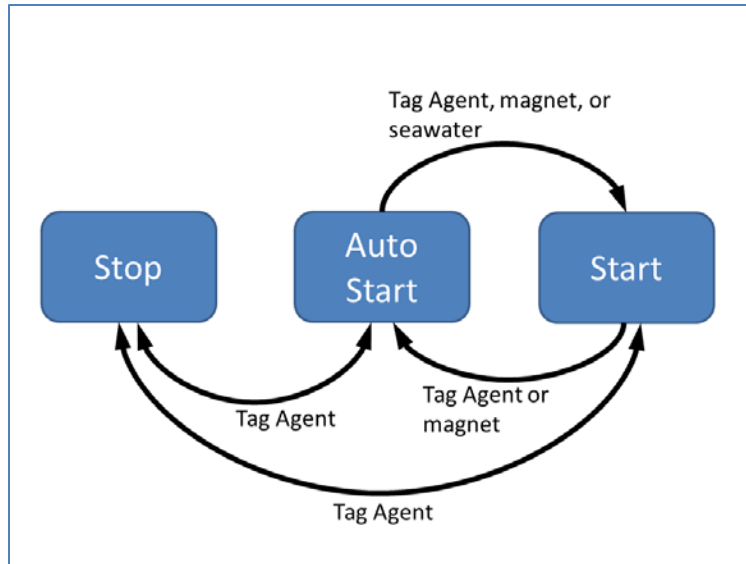 Tag Agent, magnet, or
seawater
Stop
Auto
Start
Start
Tag Agent
Tag Agent or
magnet
Tag Agent